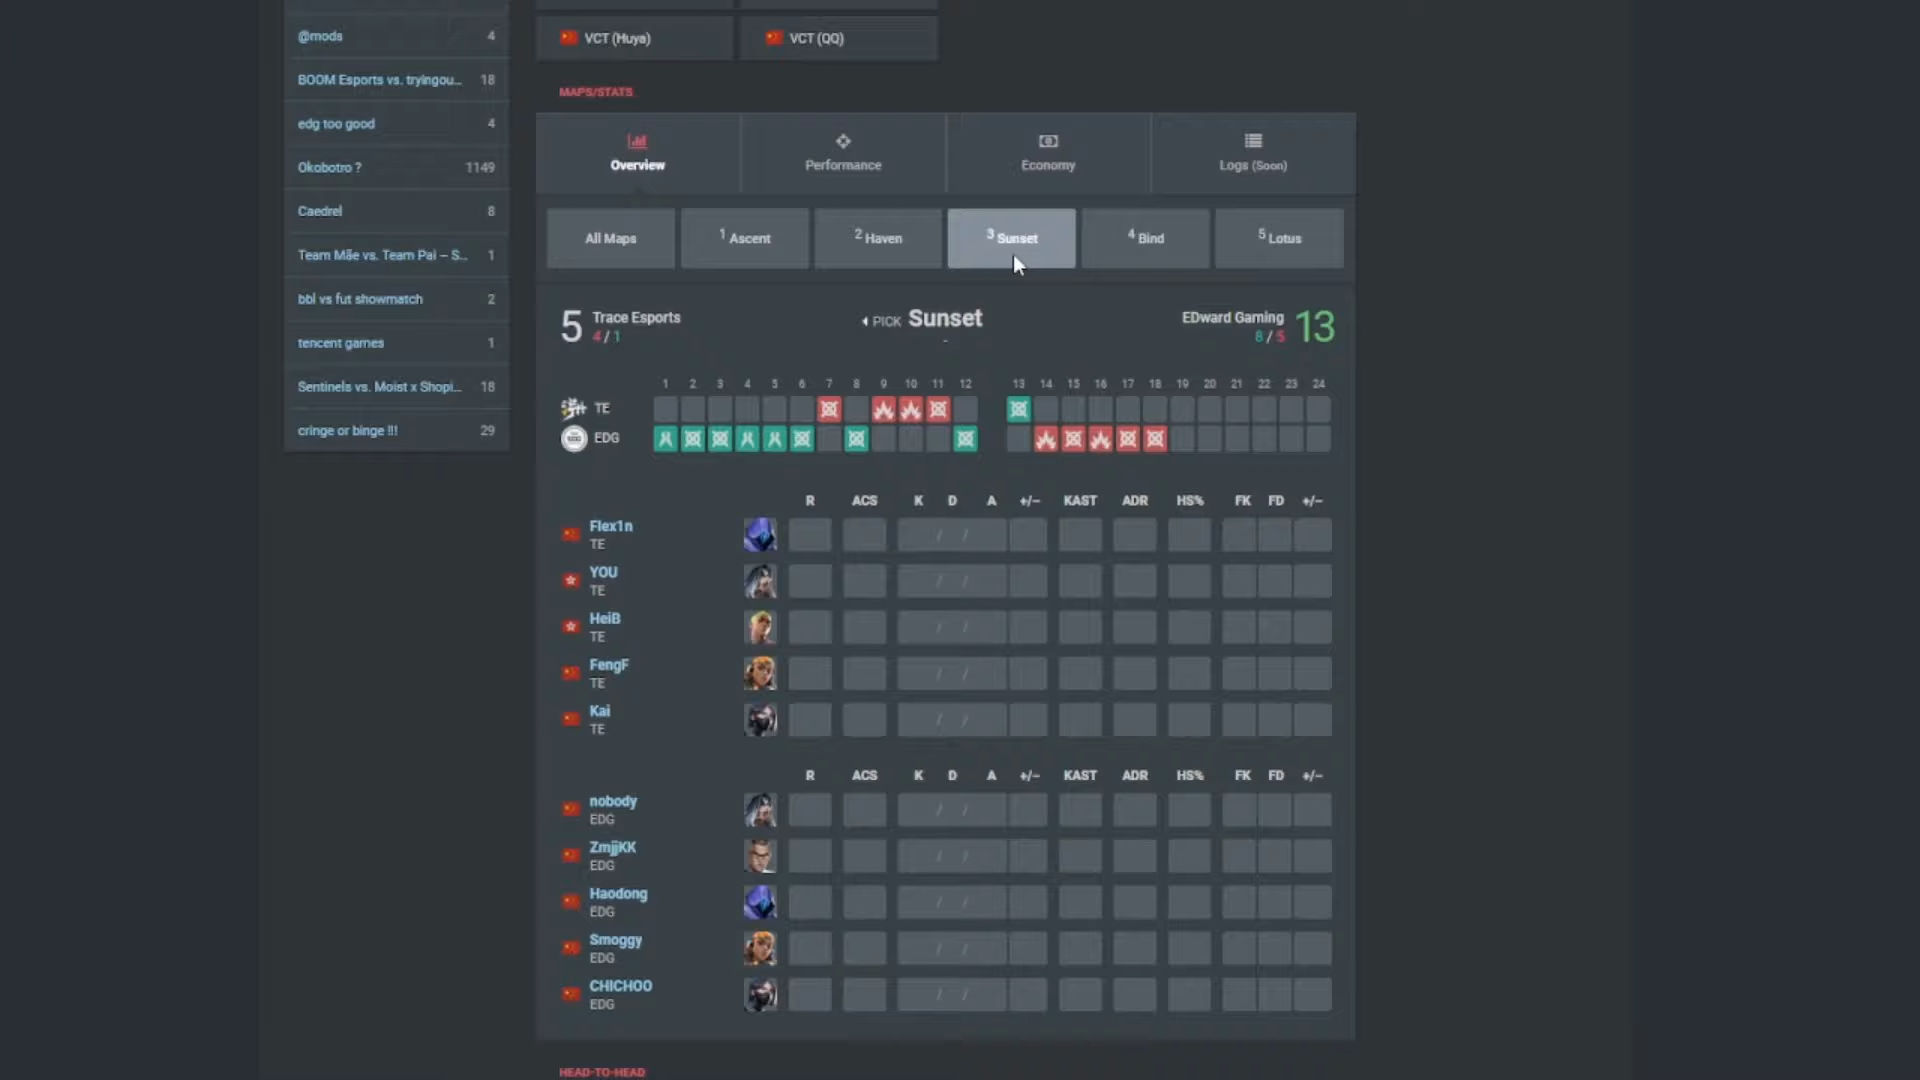 @mods 4
BOOM Esports vs. tryingou... 18
edg too good 4
Okobotro ? 1149
Caedrel 8
Team Mãe vs. Team Pai – S... 1
bbl vs fut showmatch 2
tencent games 1
Sentinels vs. Moist x Shopi... 18
cringe or binge !!! 29
VCT (Huya) VCT (QQ)
MAPS/STATS
Overview Performance Economy Logs (Soon)
All Maps 1 Ascent 2 Haven 3 Sunset 4 Bind 5 Lotus
5 Trace Esports PICK Sunset EDward Gaming 13
4 / 1 - 8 / 5
1 2 3 4 5 6 7 8 9 10 11 12 13 14 15 16 17 18 19 20 21 22 23 24
TE
EDG
R ACS K D A +/– KAST ADR HS% FK FD +/–
Flex1n
TE / /
YOU
TE / /
HeiB
TE / /
FengF
TE / /
Kai
TE / /
R ACS K D A +/– KAST ADR HS% FK FD +/–
nobody
EDG / /
ZmjjKK
EDG / /
Haodong
EDG / /
Smoggy
EDG / /
CHICHOO
EDG / /
HEAD-TO-HEAD